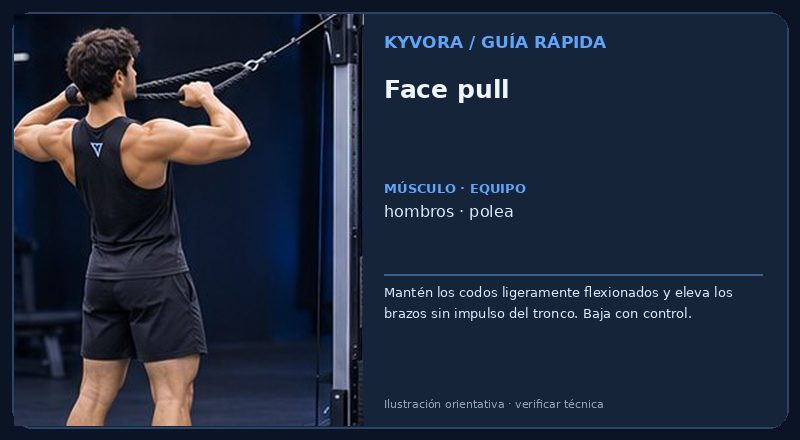 KYVORA / GUÍA RÁPIDA
Face pull
MÚSCULO · EQUIPO
hombros · polea
Mantén los codos ligeramente flexionados y eleva los
brazos sin impulso del tronco. Baja con control.
Ilustración orientativa · verificar técnica